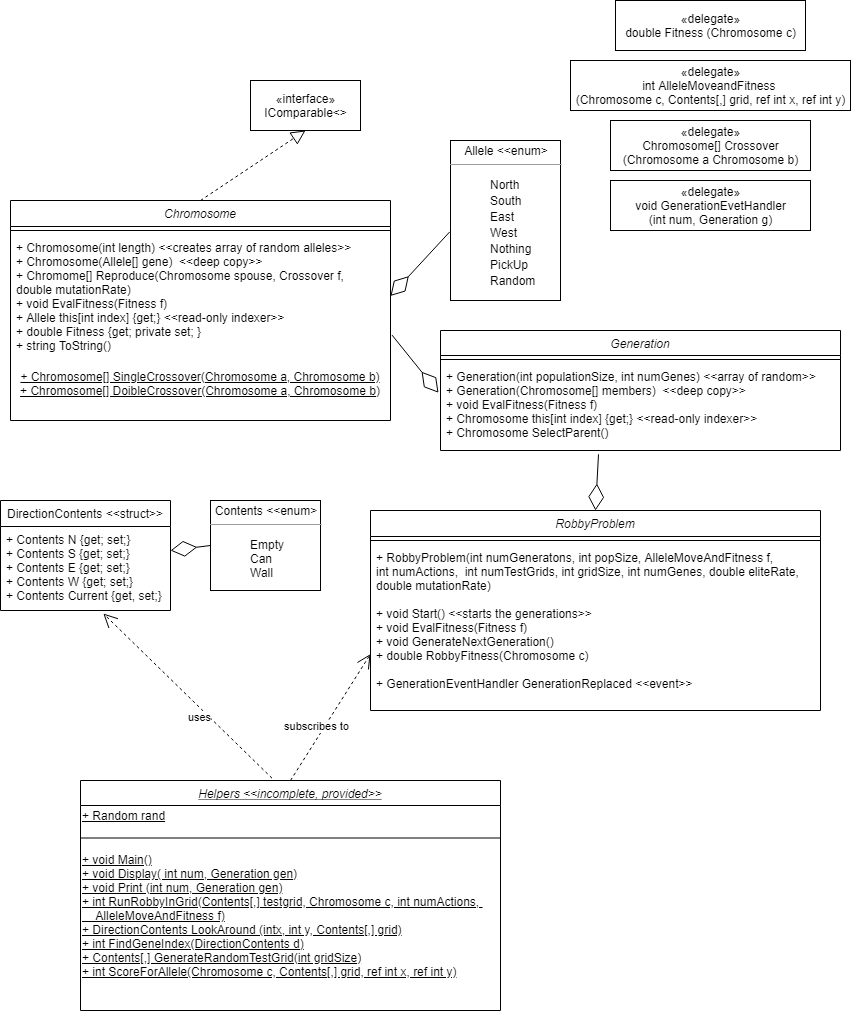 «delegate»
double Fitness (Chromosome c)
«delegate»
int AlleleMoveandFitness
(Chromosome c, Contents[,] grid, ref int x, ref int y)
«delegate»
Chromosome[] Crossover
(Chromosome a Chromosome b)
«delegate»
void GenerationEvetHandler
(int num, Generation g)
«interface»
IComparable<>
Allele <<enum>>
North
South
East
West
Nothing
PickUp
Random
Chromosome
+ Chromosome(int length) <<creates array of random alleles>>
+ Chromosome(Allele[] gene)  <<deep copy>>
+ Chromome[] Reproduce(Chromosome spouse, Crossover f,
double mutationRate)
+ void EvalFitness(Fitness f)
+ Allele this[int index] {get;} <<read-only indexer>>
+ double Fitness {get; private set; }
+ string ToString()
+ Chromosome[] SingleCrossover(Chromosome a, Chromosome b)
+ Chromosome[] DoibleCrossover(Chromosome a, Chromosome b)
Generation
+ Generation(int populationSize, int numGenes) <<array of random>>
+ Generation(Chromosome[] members)  <<deep copy>>
+ void EvalFitness(Fitness f)
+ Chromosome this[int index] {get;} <<read-only indexer>>
+ Chromosome SelectParent()
DirectionContents <<struct>>
+ Contents N {get; set;}
+ Contents S {get; set;}
+ Contents E {get; set;}
+ Contents W {get; set;}
+ Contents Current {get, set;}
Contents <<enum>>
Empty
Can
Wall
RobbyProblem
+ RobbyProblem(int numGeneratons, int popSize, AlleleMoveAndFitness f,
int numActions,  int numTestGrids, int gridSize, int numGenes, double eliteRate,
double mutationRate)
+ void Start() <<starts the generations>>
+ void EvalFitness(Fitness f)
+ void GenerateNextGeneration()
+ double RobbyFitness(Chromosome c)
+ GenerationEventHandler GenerationReplaced <<event>>
uses
subscribes to
Helpers <<incomplete, provided>>
+ Random rand
+ void Main()
+ void Display( int num, Generation gen)
+ void Print (int num, Generation gen)
+ int RunRobbyInGrid(Contents[,] testgrid, Chromosome c, int numActions,
AlleleMoveAndFitness f)
+ DirectionContents LookAround (intx, int y, Contents[,] grid)
+ int FindGeneIndex(DirectionContents d)
+ Contents[,] GenerateRandomTestGrid(int gridSize)
+ int ScoreForAllele(Chromosome c, Contents[,] grid, ref int x, ref int y)